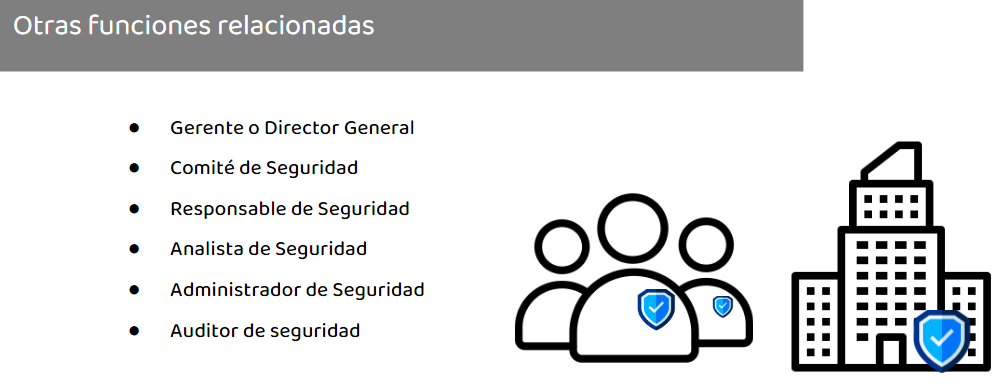 Otras funciones relacionadas
● Gerente o Director General
● Comité de Seguridad
● Responsable de Seguridad
● Analista de Seguridad
● Administrador de Seguridad
● Auditor de seguridad